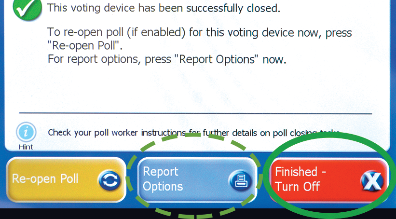 This voting device has been successfully closed.
To re-open poll (if enabled) for this voting device now, press
"Re-open Poll".
For report options, press "Report Options" now.
Hint
Check your poll worker instructions for further details on poll closing tasks.
Re-open Poll
Report
Options
Finished -
Turn Off